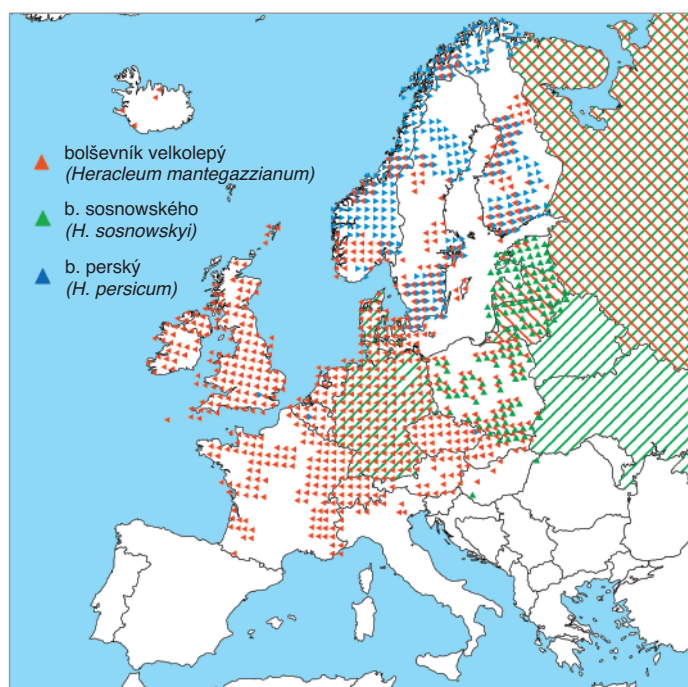 bolševník velkolepý
(Heracleum mantegazzianum)
b. sosnowského
(H. sosnowskyi)
b. perský
(H. persicum)